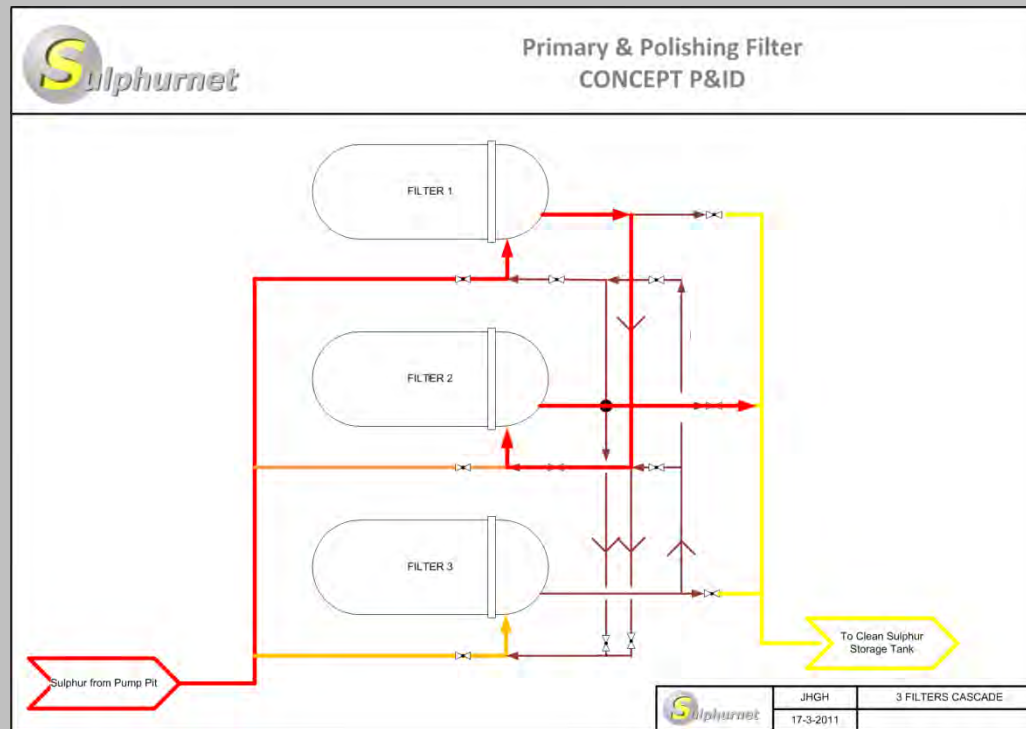 Sulphurnet
Primary & Polishing Filter
CONCEPT P&ID
FILTER 1
FILTER 2
FILTER 3
Sulphur from Pump Pit
To Clean Sulphur
Storage Tank
Sulphurnet
JHGH
3 FILTERS CASCADE
17-3-2011